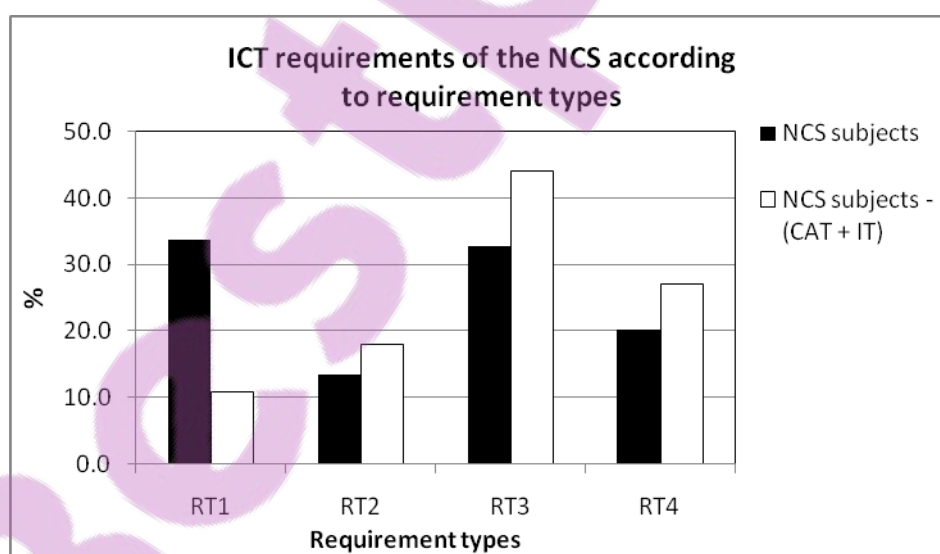 ICT requirements of the NCS according
to requirement types
50.0
40.0
30.0
20.0
10.0
0.0
%
RT1 RT2 RT3 RT4
Requirement types
NCS subjects
NCS subjects -
(CAT + IT)